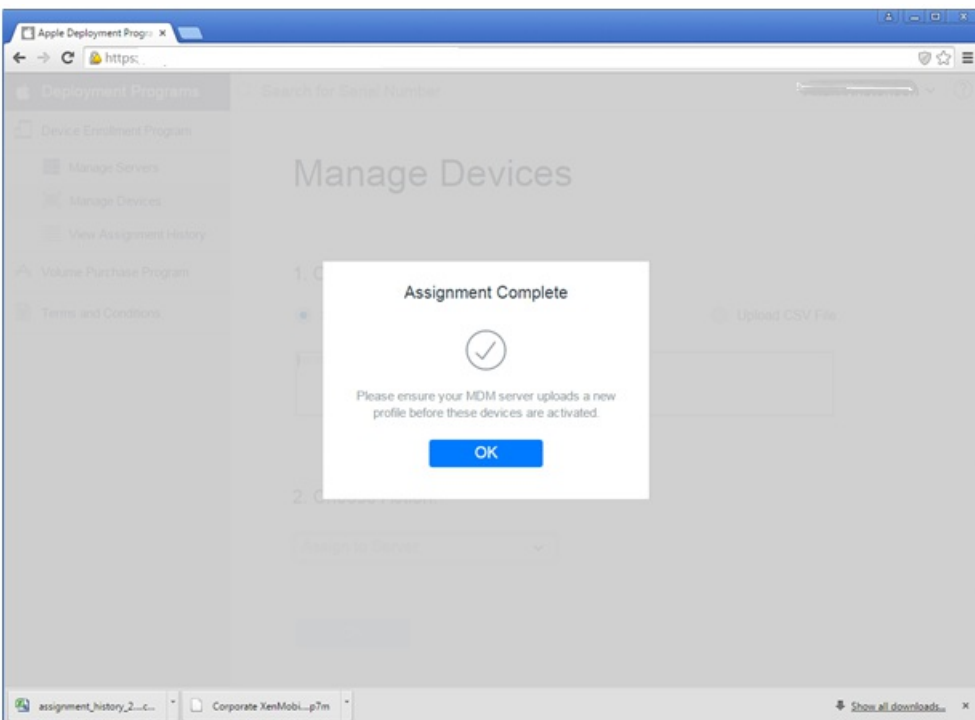 Apple Deployment Progra
https:
Deployment Programs
Search for Serial Number
Device Enrollment Program
Manage Servers
Manage Devices
View Assignment History
Volume Purchase Program
Terms and Conditions
Manage Devices
1. C
Upload CSV File
Assignment Complete
Please ensure your MDM server uploads a new
profile before these devices are activated.
OK
2. Choose Action:
Assign to Server
assignment_history_2....c...
Corporate XenMobi....p7m
Show all downloads...